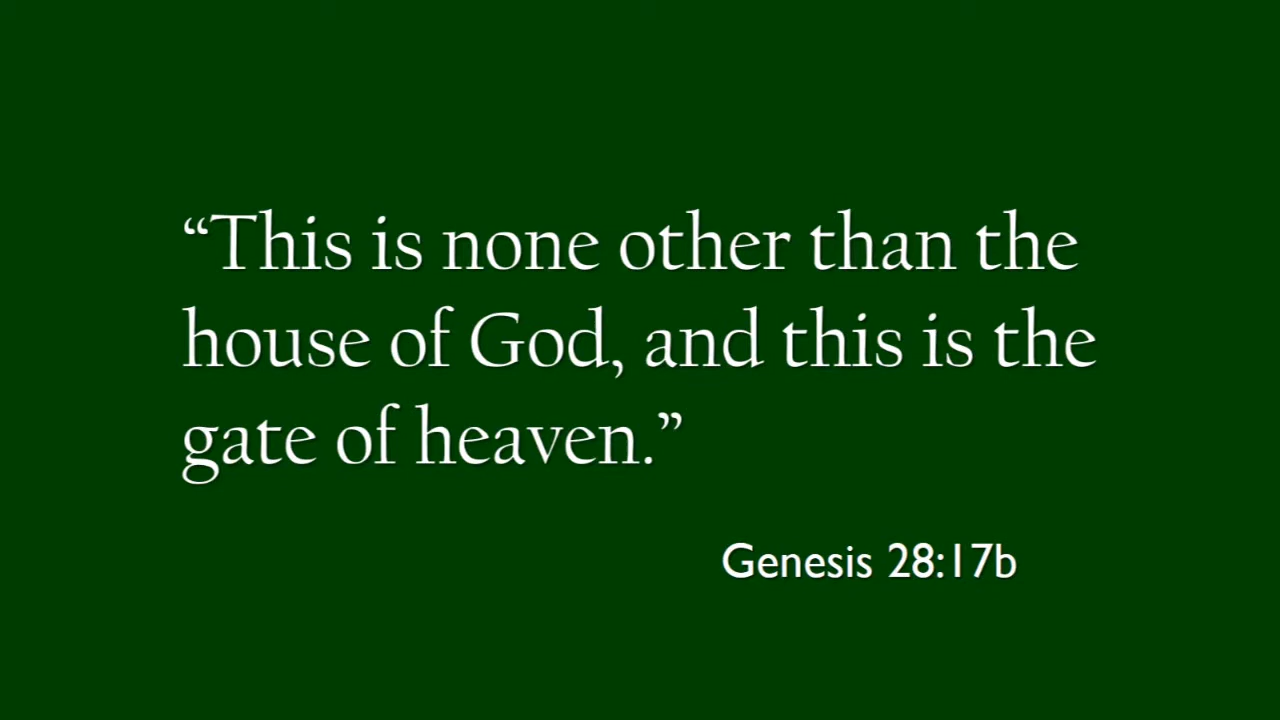 “This is none other than the
house of God, and this is the
gate of heaven.”
Genesis 28:17b